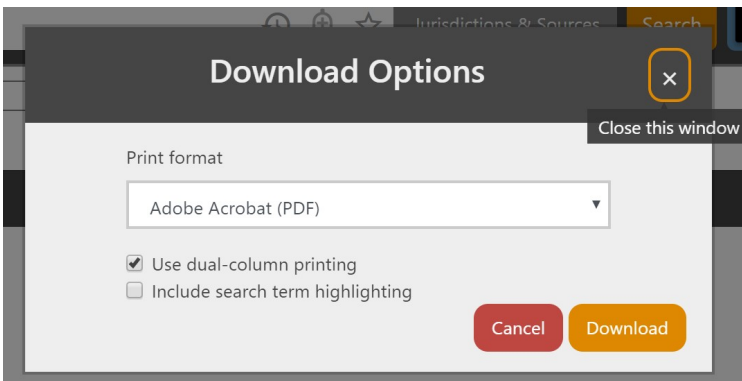 Jurisdictions & Sources Search
Download Options
×
Close this window
Print format
Adobe Acrobat (PDF)
Use dual-column printing
Include search term highlighting
Cancel Download